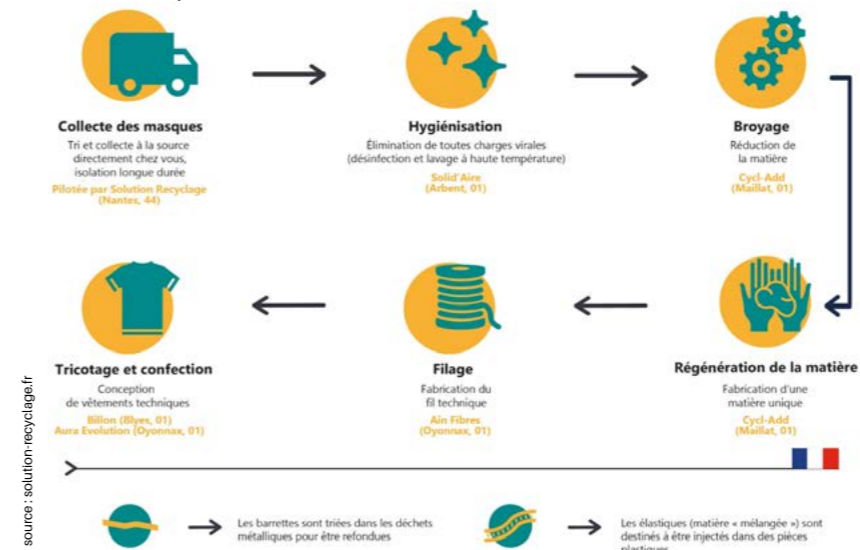 Collecte des masques
Tri et collecte à la source
directement chez vous,
isolation longue durée
Pilotée par Solution Recyclage
(Nantes, 44)
Hygiénisation
Élimination de toutes charges virales
(désinfection et lavage à haute température)
Solid'Aire
(Arbent, 01)
Broyage
Réduction de
la matière
Cycl-Add
(Maillat, 01)
Régénération de la matière
Fabrication d'une
matière unique
Cycl-Add
(Maillat, 01)
Filage
Fabrication du
fil technique
Ain Fibres
(Oyonnax, 01)
Tricotage et confection
Conception
de vêtements techniques
Billon (Blyes, 01)
Aura Evolution (Oyonnax, 01)
source : solution-recyclage.fr
Les barrettes sont triées dans les déchets
métalliques pour être refondues
Les élastiques (matière « mélangée ») sont
destinés à être injectés dans des pièces
plastiques